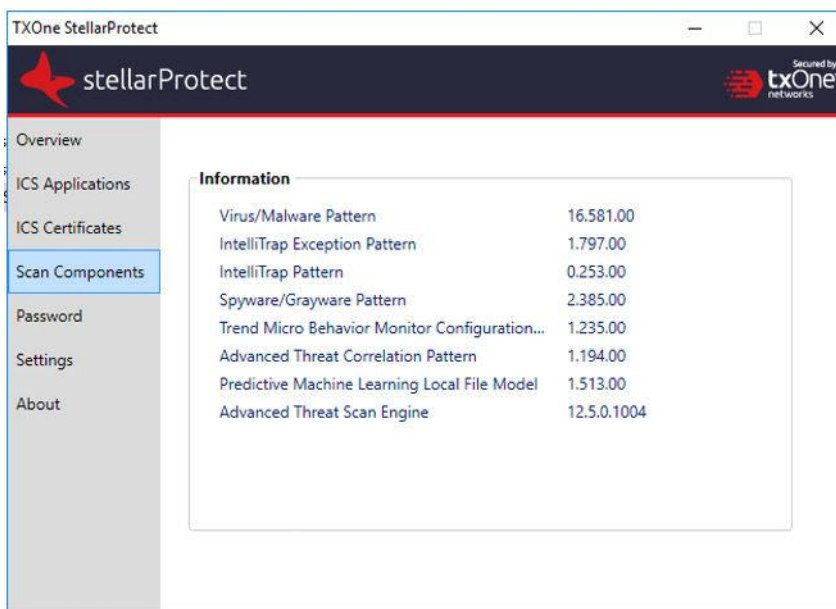 TXOne StellarProtect
stellarProtect
Secured by
txOne
networks
Overview
ICS Applications
ICS Certificates
Scan Components
Password
Settings
About
Information
Virus/Malware Pattern 16.581.00
IntelliTrap Exception Pattern 1.797.00
IntelliTrap Pattern 0.253.00
Spyware/Grayware Pattern 2.385.00
Trend Micro Behavior Monitor Configuration... 1.235.00
Advanced Threat Correlation Pattern 1.194.00
Predictive Machine Learning Local File Model 1.513.00
Advanced Threat Scan Engine 12.5.0.1004